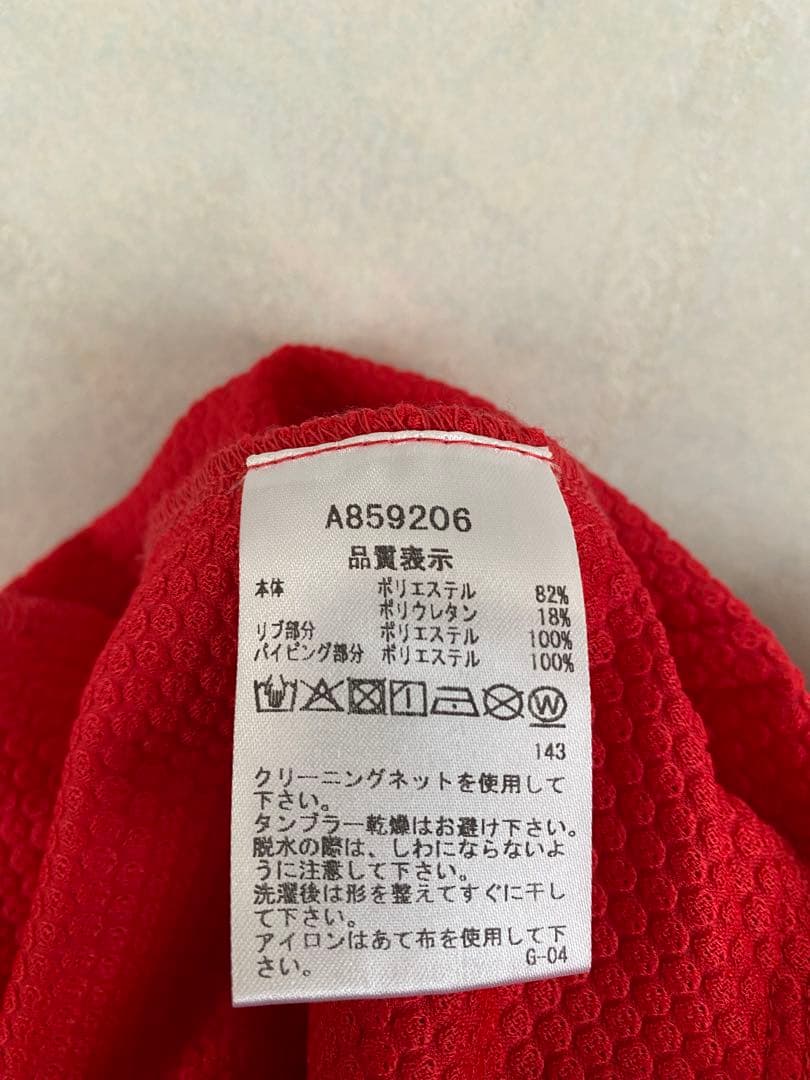 A859206
品質表示
本体 ポリエステル 82%
ポリウレタン 18%
リブ部分 ポリエステル 100%
パイピング部分 ポリエステル 100%
W
143
クリーニングネットを使用して
下さい。
タンブラー乾燥はお避け下さい。
脱水の際は、しわにならないよ
うに注意して下さい。
洗濯後は形を整えてすぐに干し
て下さい。
アイロンはあて布を使用して下
さい。 G-04